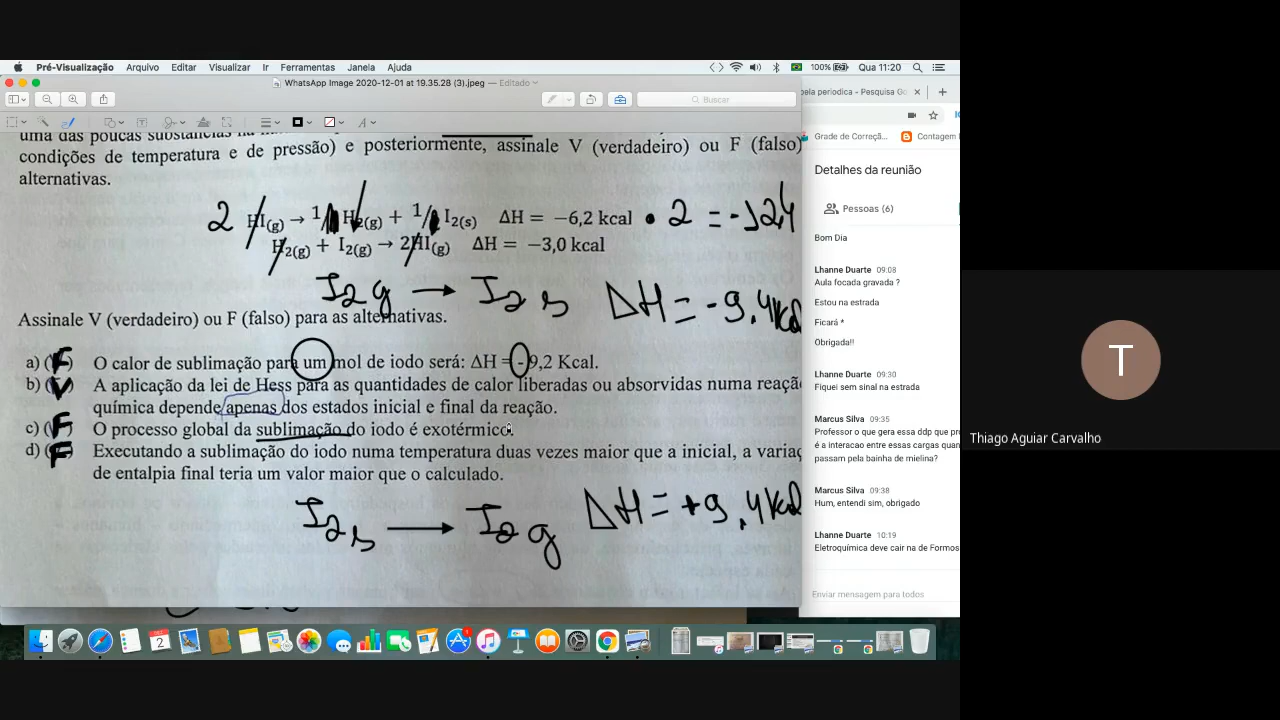 Pré-Visualização Arquivo Editar Visualizar Ir Ferramentas Janela Ajuda 100% Qua 11:20
WhatsApp Image 2020-12-01 at 19.35.28 (3).jpeg — Editado
Buscar
uma das poucas substâncias na
condições de temperatura e de pressão) e posteriormente, assinale V (verdadeiro) ou F (falso)
alternativas.
2 HI(g) → 1/ H2(g) + 1/ I2(s) ΔH = −6,2 kcal • 2 = -12,4
H2(g) + I2(g) → 2HI(g) ΔH = −3,0 kcal
I2 g → I2 s ΔH = -9,4 kcal
Assinale V (verdadeiro) ou F (falso) para as alternativas.
a) (F) O calor de sublimação para um mol de iodo será: ΔH = - 9,2 Kcal.
b) (V) A aplicação da lei de Hess para as quantidades de calor liberadas ou absorvidas numa reaçã
química depende apenas dos estados inicial e final da reação.
c) (F) O processo global da sublimação do iodo é exotérmico.
d) (F) Executando a sublimação do iodo numa temperatura duas vezes maior que a inicial, a variaç
de entalpia final teria um valor maior que o calculado.
I2 s → I2 g ΔH = +9,4 kcal
bela periodica - Pesquisa Go
Grade de Correçã... Contagem
Detalhes da reunião
Pessoas (6)
Bom Dia
Lhanne Duarte 09:08
Aula focada gravada ?
Estou na estrada
Ficará *
Obrigada!!
Lhanne Duarte 09:30
Fiquei sem sinal na estrada
Marcus Silva 09:35
Professor o que gera essa ddp que pr
é a interacao entre essas cargas quan
passam pela bainha de mielina?
Marcus Silva 09:38
Hum, entendi sim, obrigado
Lhanne Duarte 10:19
Eletroquímica deve cair na de Formos
Enviar mensagem para todos
T
Thiago Aguiar Carvalho